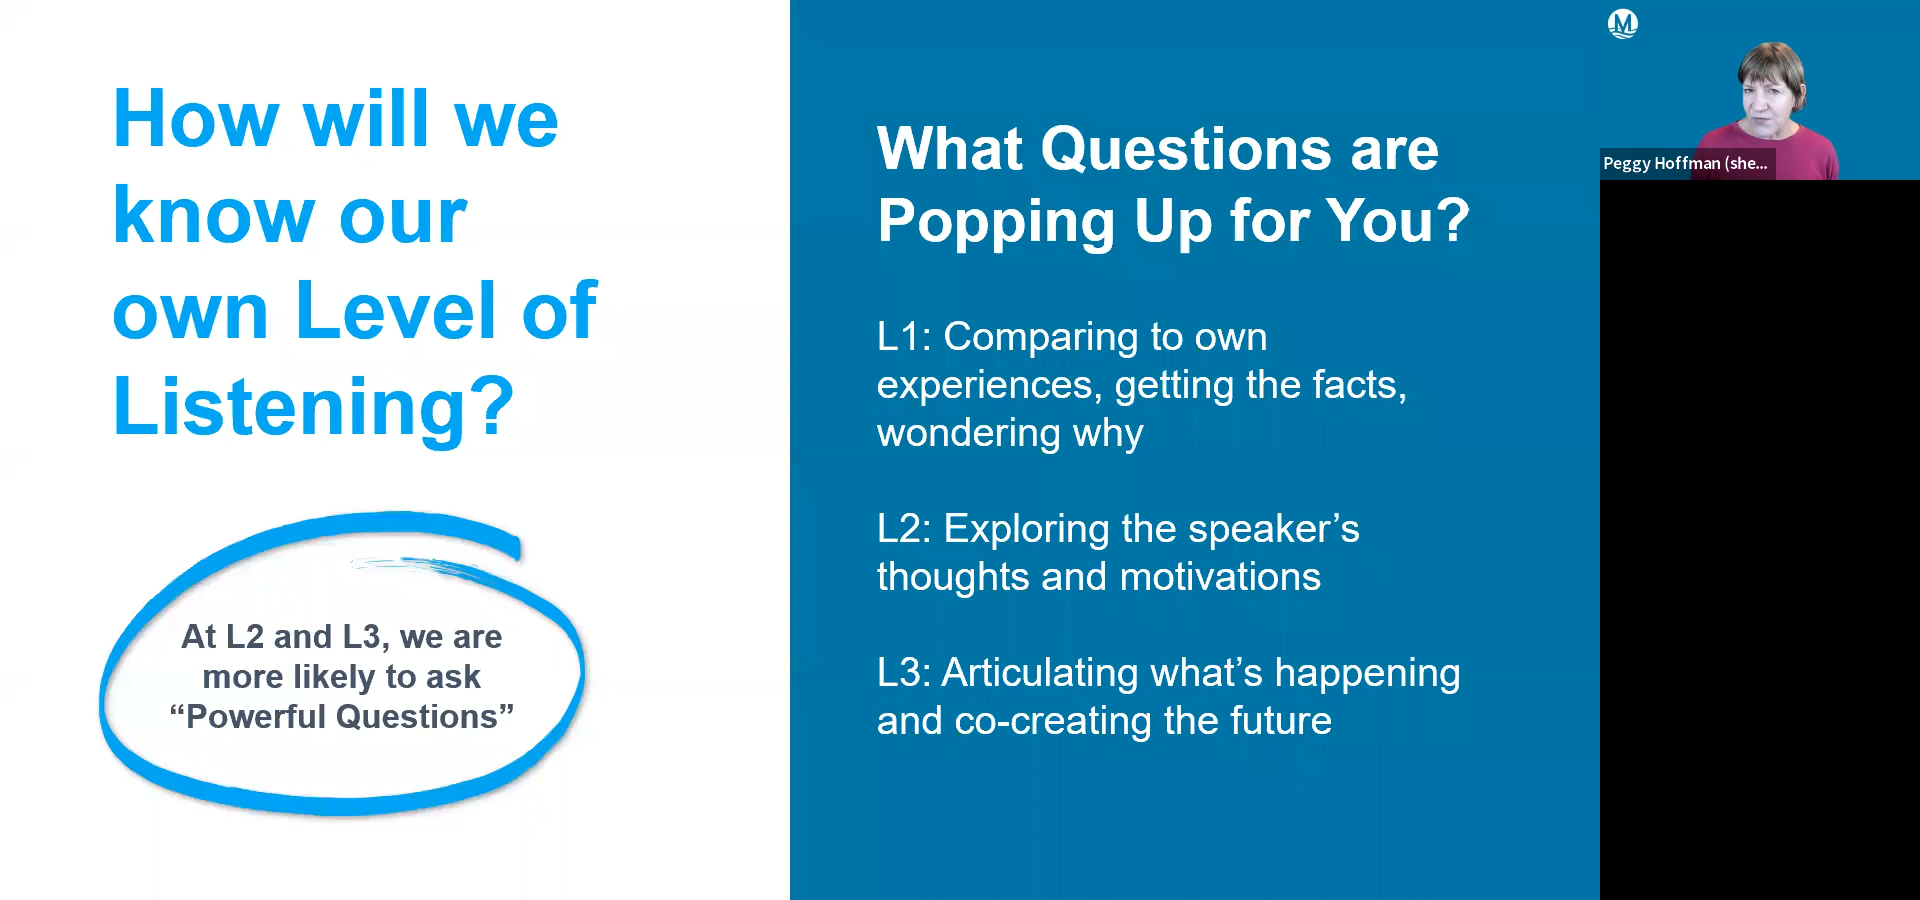 How will we
know our
own Level of
Listening?
At L2 and L3, we are
more likely to ask
“Powerful Questions”
What Questions are
Popping Up for You?
L1: Comparing to own
experiences, getting the facts,
wondering why
L2: Exploring the speaker’s
thoughts and motivations
L3: Articulating what’s happening
and co-creating the future
M
Peggy Hoffman (she...